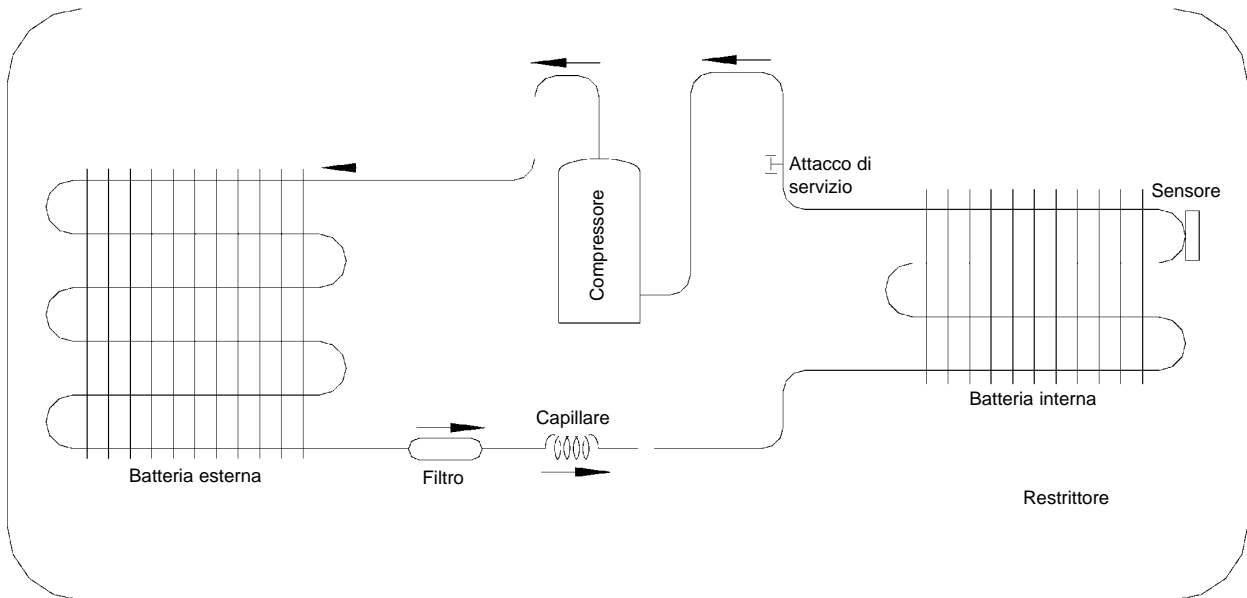 Attacco di
servizio
Sensore
Compressore
Batteria interna
Capillare
Batteria esterna
Filtro
Restrittore